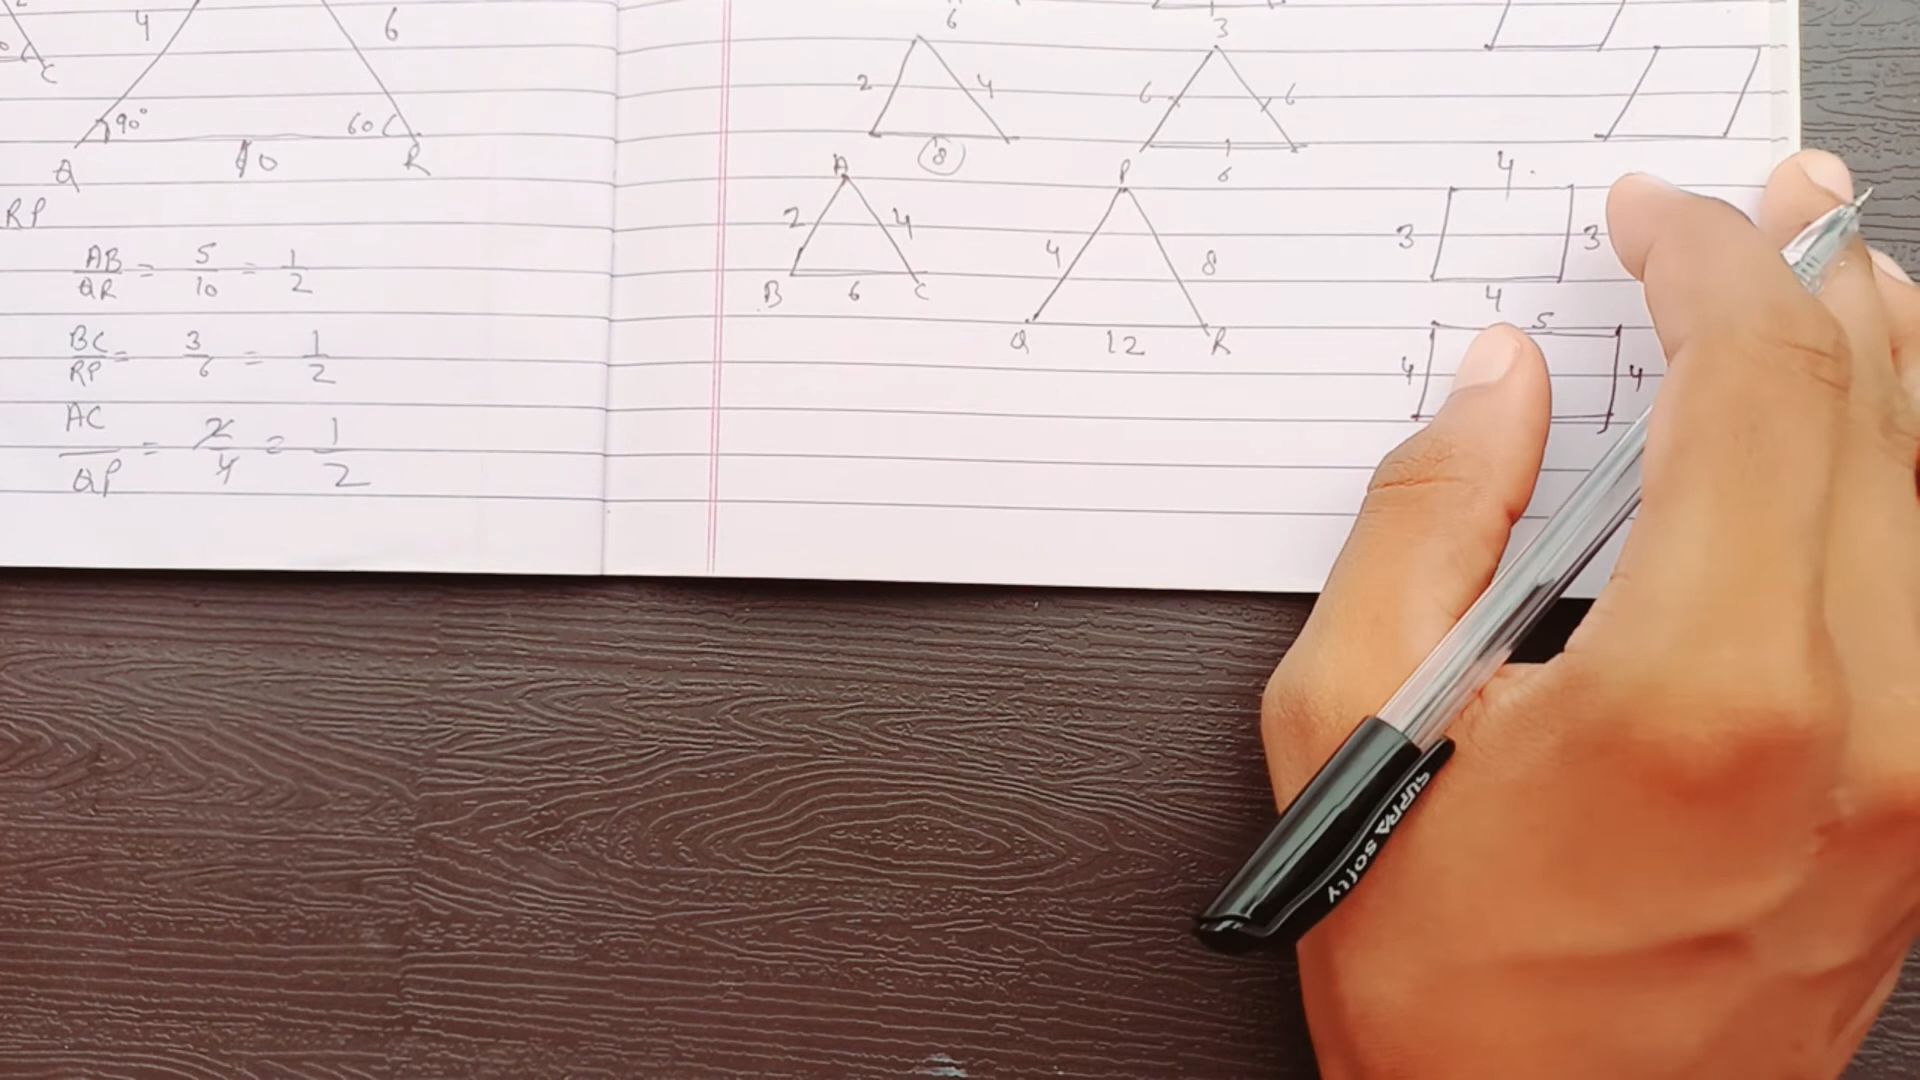 4 6
C
90° 60
Q 10 R
RP
AB/QR = 5/10 = 1/2
BC/RP = 3/6 = 1/2
AC/QP = 2/4 = 1/2
6 3
2 4 6 6
8 6
A P
2 4 4 8
B 6 C
Q 12 R
4
3 3
4
5
4 4
SUPRA Softy